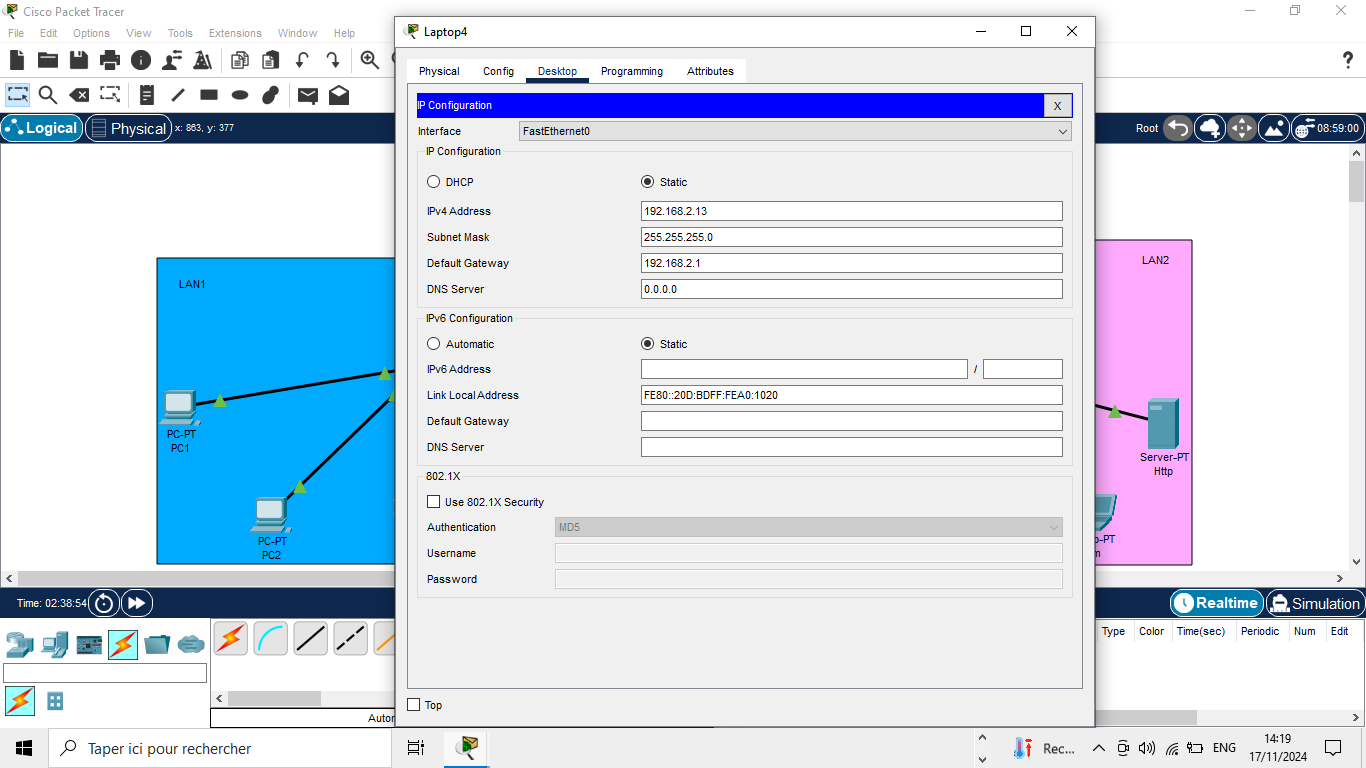 Cisco Packet Tracer
File Edit Options View Tools Extensions Window Help
Logical Physical x: 863, y: 377
Root 08:59:00
LAN1
PC-PT
PC1
PC-PT
PC2
Laptop4
Physical Config Desktop Programming Attributes
IP Configuration X
Interface FastEthernet0
IP Configuration
DHCP Static
IPv4 Address 192.168.2.13
Subnet Mask 255.255.255.0
Default Gateway 192.168.2.1
DNS Server 0.0.0.0
IPv6 Configuration
Automatic Static
IPv6 Address /
Link Local Address FE80::20D:BDFF:FEA0:1020
Default Gateway
DNS Server
802.1X
Use 802.1X Security
Authentication MD5
Username
Password
Top
LAN2
Server-PT
Http
p-PT
m
Time: 02:38:54
Realtime Simulation
Type Color Time(sec) Periodic Num Edit
Autor
Taper ici pour rechercher
Rec...
ENG
14:19
17/11/2024